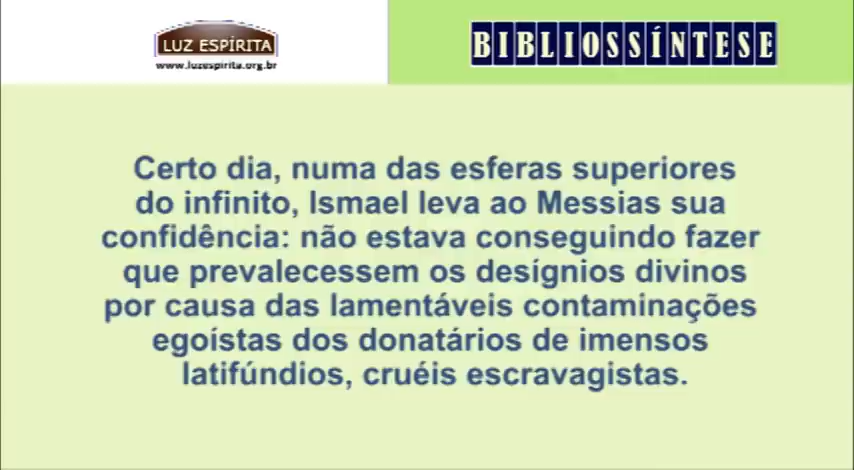 LUZ ESPÍRITA
www.luzespirita.org.br
BIBLIOSSÍNTESE
Certo dia, numa das esferas superiores
do infinito, Ismael leva ao Messias sua
confidência: não estava conseguindo fazer
que prevalecessem os desígnios divinos
por causa das lamentáveis contaminações
egoístas dos donatários de imensos
latifúndios, cruéis escravagistas.